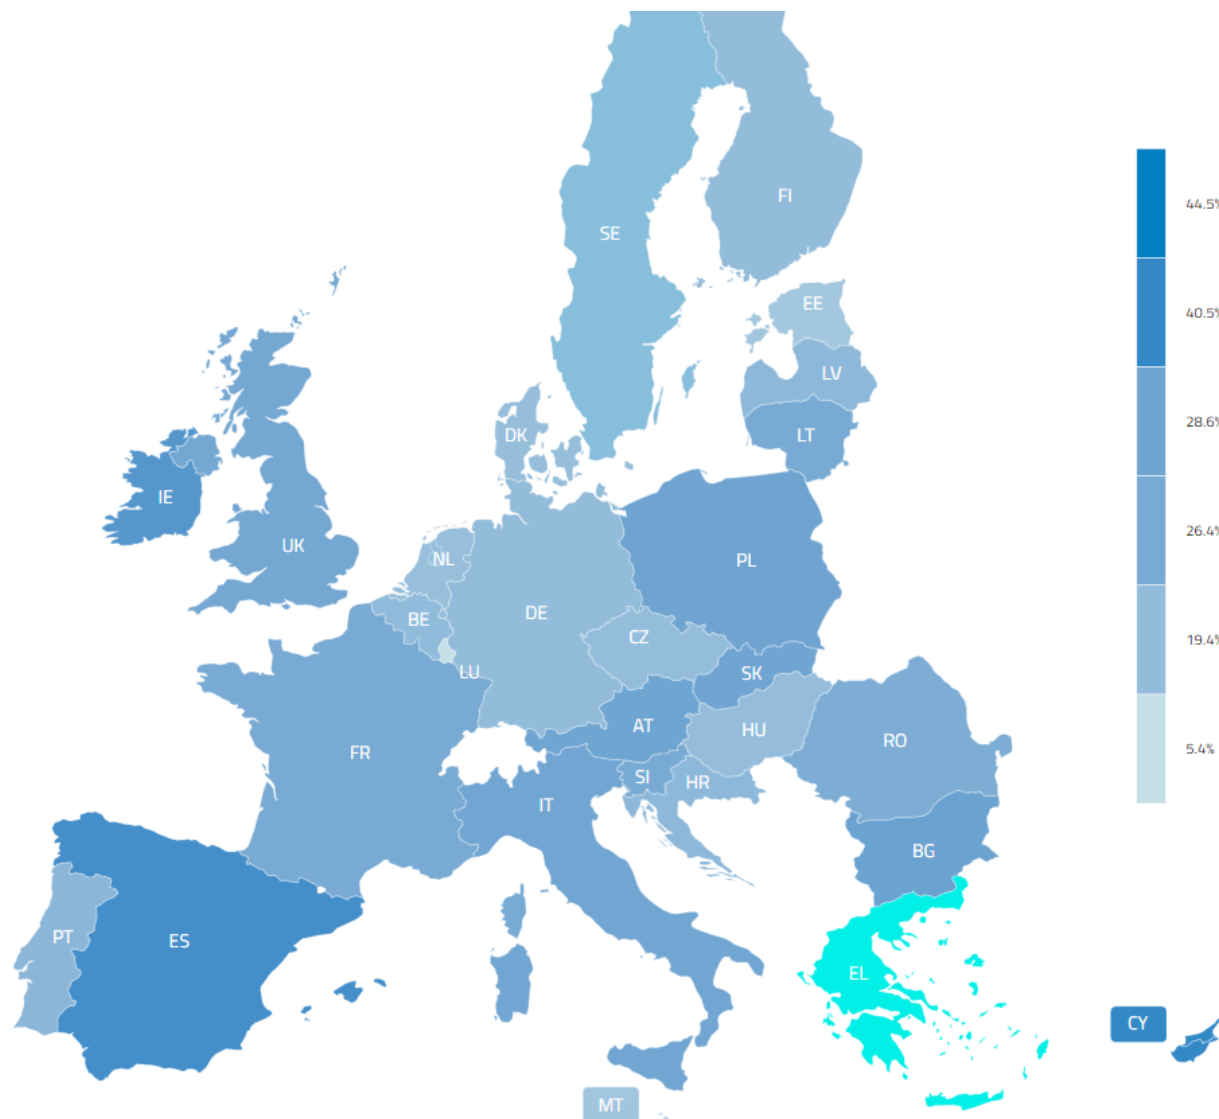 FI
SE
EE
LV
LT
DK
IE
UK
NL
PL
BE
DE
CZ
LU
SK
AT
HU
FR
RO
SI
HR
IT
BG
PT
ES
EL
CY
MT
44.5%
40.5%
28.6%
26.4%
19.4%
5.4%